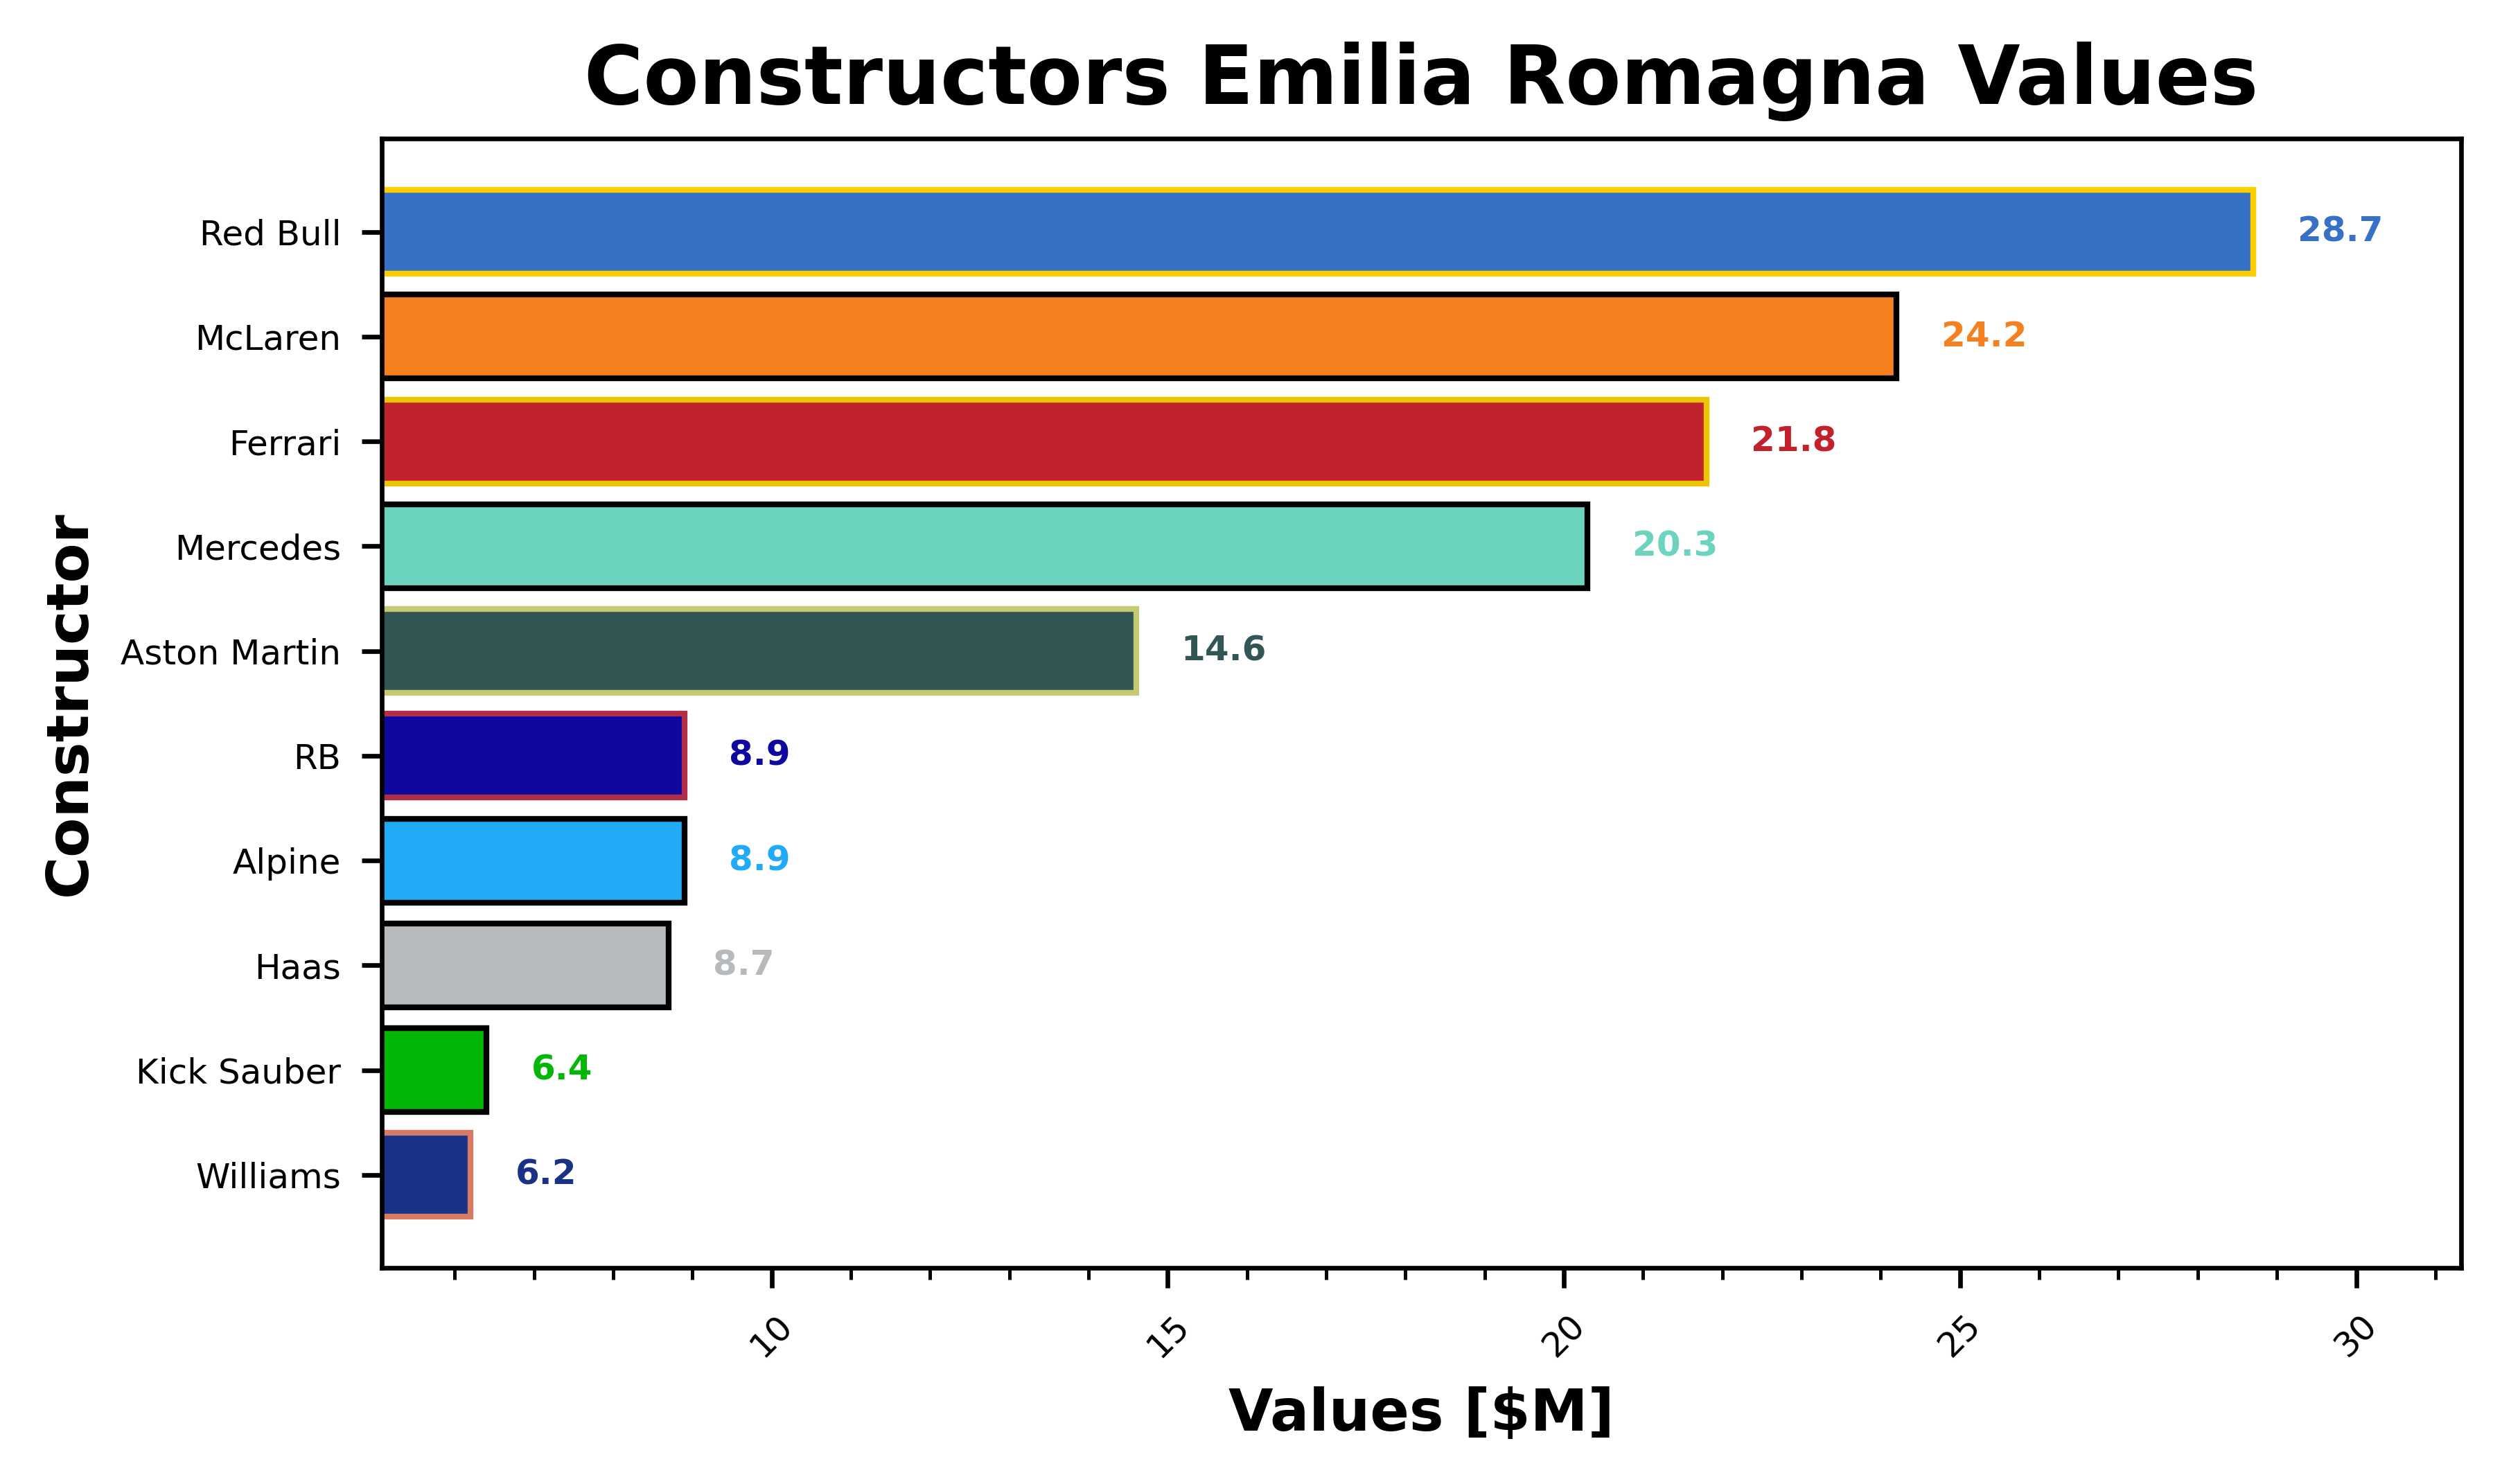 Constructors Emilia Romagna Values
Constructor
Red Bull 28.7
McLaren 24.2
Ferrari 21.8
Mercedes 20.3
Aston Martin 14.6
RB 8.9
Alpine 8.9
Haas 8.7
Kick Sauber 6.4
Williams 6.2
10 15 20 25 30
Values [$M]